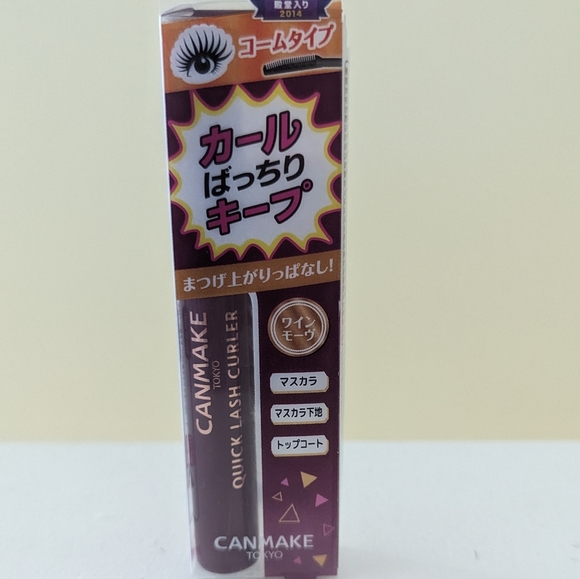 殿堂入り
2014
コームタイプ
カール
ばっちり
キープ
まつげ上がりっぱなし!
ワイン
モーヴ
マスカラ
マスカラ下地
トップコート
CANMAKE
TOKYO
QUICK LASH CURLER
CANMAKE
TOKYO